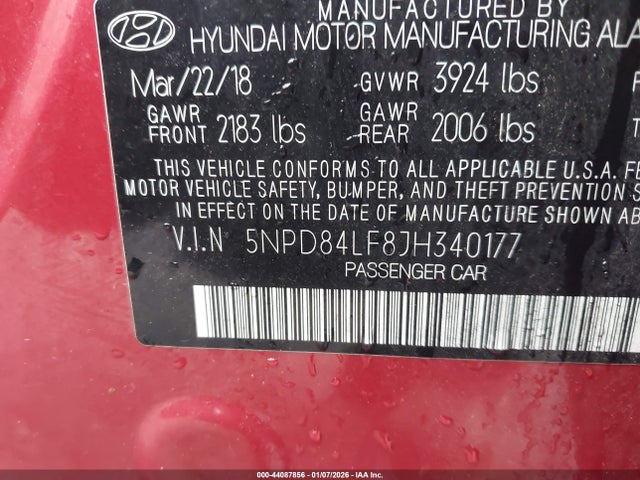 MANUFACTURED BY
HYUNDAI MOTOR MANUFACTURING ALA
Mar/22/18 GVWR 3924 lbs
GAWR FRONT 2183 lbs GAWR REAR 2006 lbs
THIS VEHICLE CONFORMS TO ALL APPLICABLE U.S.A. FE
MOTOR VEHICLE SAFETY, BUMPER, AND THEFT PREVENTION S
IN EFFECT ON THE DATE OF MANUFACTURE SHOWN ABO
V.I.N 5NPD84LF8JH340177
PASSENGER CAR
000-44087856 - 01/07/2026 - IAA Inc.